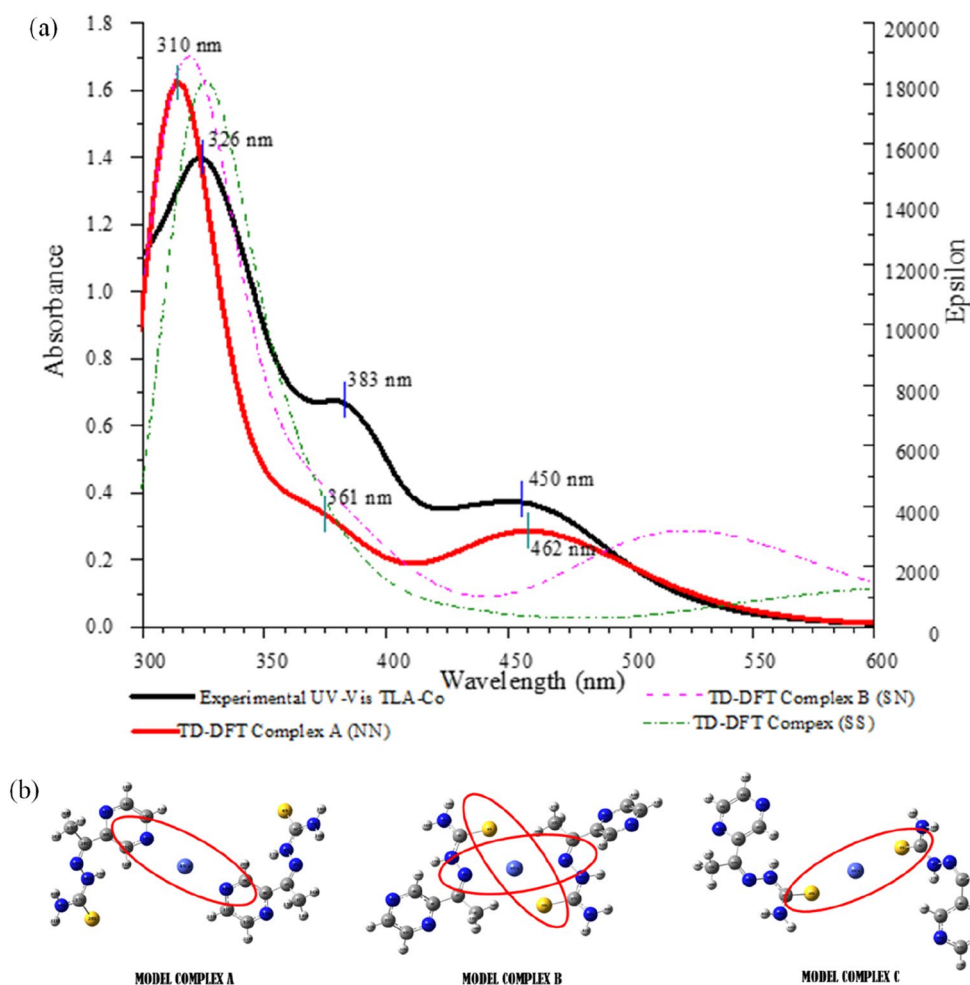 (a)
310 nm
326 nm
383 nm
361 nm
450 nm
462 nm
1.8
1.6
1.4
1.2
1.0
0.8
0.6
0.4
0.2
0.0
Absorbance
20000
18000
16000
14000
12000
10000
8000
6000
4000
2000
0
Epsilon
300 350 400 450 500 550 600
Wavelength (nm)
Experimental UV-Vis TLA-Co
TD-DFT Complex B (SN)
TD-DFT Complex A (NN)
TD-DFT Compex (SS)
(b)
MODEL COMPLEX A
MODEL COMPLEX B
MODEL COMPLEX C